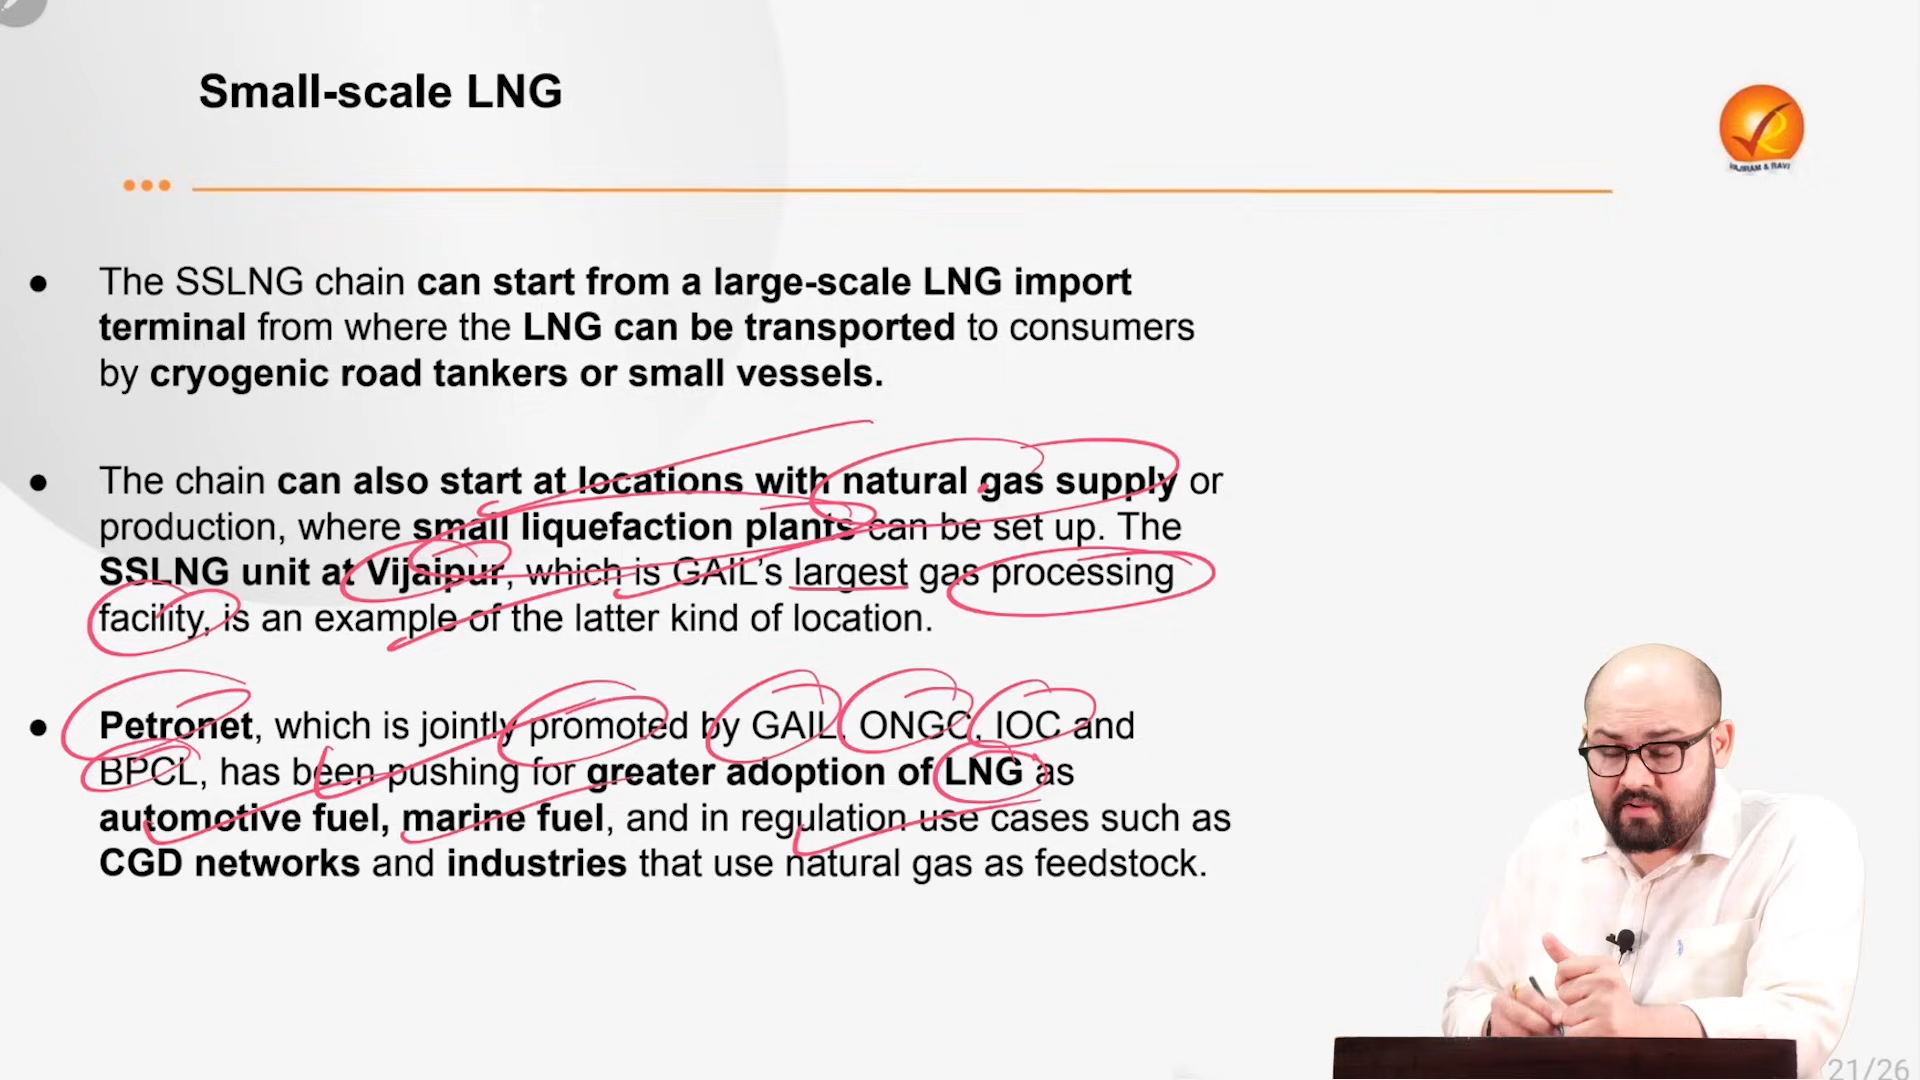 Small-scale LNG
VAJIRAM & RAVI
The SSLNG chain can start from a large-scale LNG import
terminal from where the LNG can be transported to consumers
by cryogenic road tankers or small vessels.
The chain can also start at locations with natural gas supply or
production, where small liquefaction plants can be set up. The
SSLNG unit at Vijaipur, which is GAIL’s largest gas processing
facility, is an example of the latter kind of location.
Petronet, which is jointly promoted by GAIL, ONGC, IOC and
BPCL, has been pushing for greater adoption of LNG as
automotive fuel, marine fuel, and in regulation use cases such as
CGD networks and industries that use natural gas as feedstock.
21/26